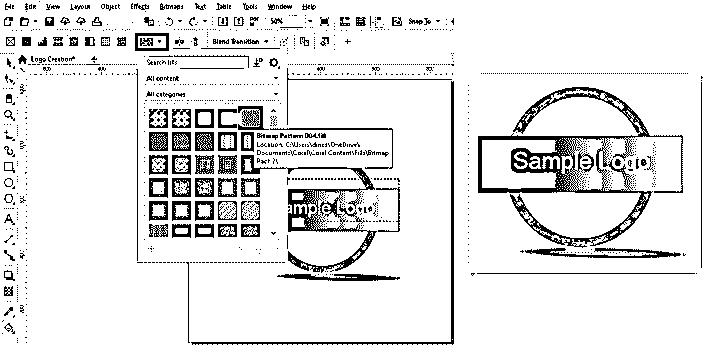 File Edit View Layout Object Effects Bitmaps Text Table Tools Window Help
50% Snap To
Blend Transition
Logo Creation*
Search fills
All content
All categories
Bitmap Pattern 004.fill
Location: C:\Users\dines\OneDrive\
Documents\Corel\Corel Content\Fills\Bitmap
Pack 2\
ample Logo
Sample Logo